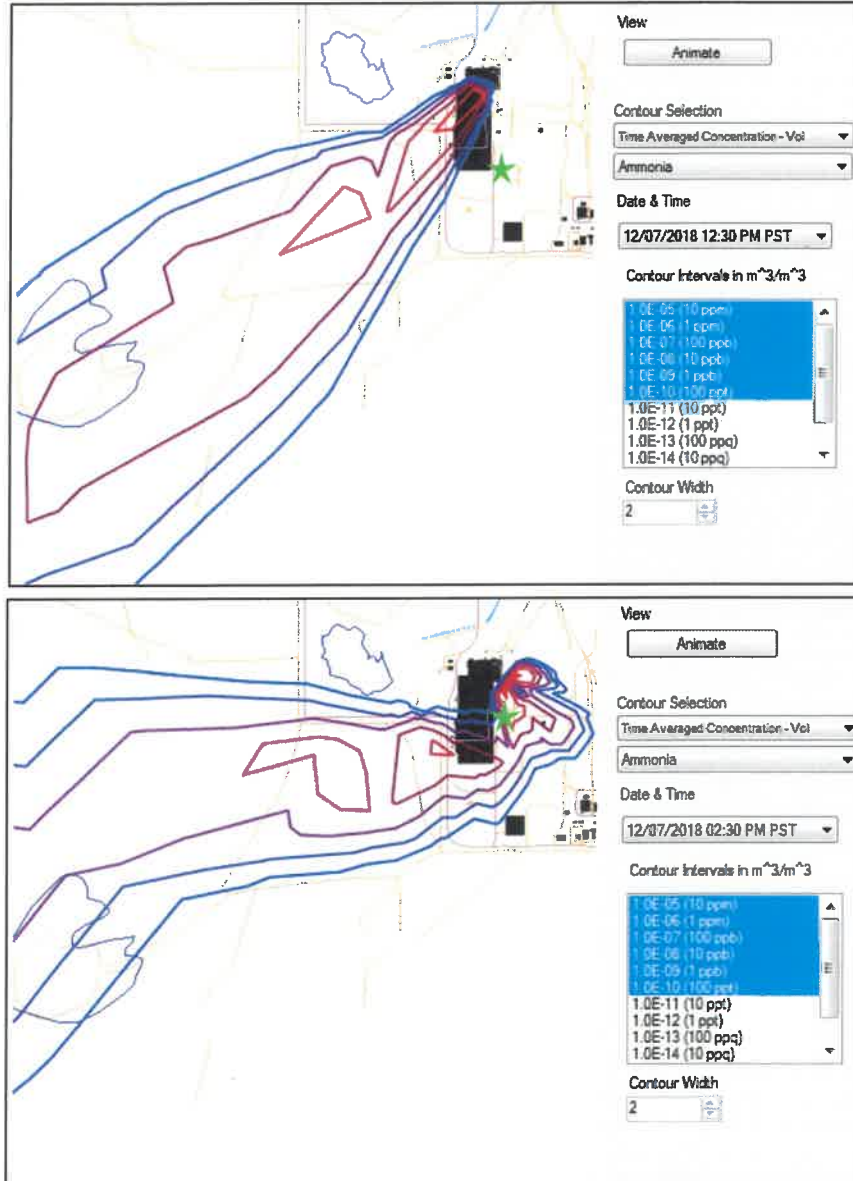 View
Animate
Contour Selection
Time Averaged Concentration - Vol
Ammonia
Date & Time
12/07/2018 12:30 PM PST
Contour Intervals in m^3/m^3
1.0E-05 (10 ppm)
1.0E-06 (1 ppm)
1.0E-07 (100 ppb)
1.0E-08 (10 ppb)
1.0E-09 (1 ppb)
1.0E-10 (100 ppt)
1.0E-11 (10 ppt)
1.0E-12 (1 ppt)
1.0E-13 (100 ppq)
1.0E-14 (10 ppq)
Contour Width
2
View
Animate
Contour Selection
Time Averaged Concentration - Vol
Ammonia
Date & Time
12/07/2018 02:30 PM PST
Contour Intervals in m^3/m^3
1.0E-05 (10 ppm)
1.0E-06 (1 ppm)
1.0E-07 (100 ppb)
1.0E-08 (10 ppb)
1.0E-09 (1 ppb)
1.0E-10 (100 ppt)
1.0E-11 (10 ppt)
1.0E-12 (1 ppt)
1.0E-13 (100 ppq)
1.0E-14 (10 ppq)
Contour Width
2